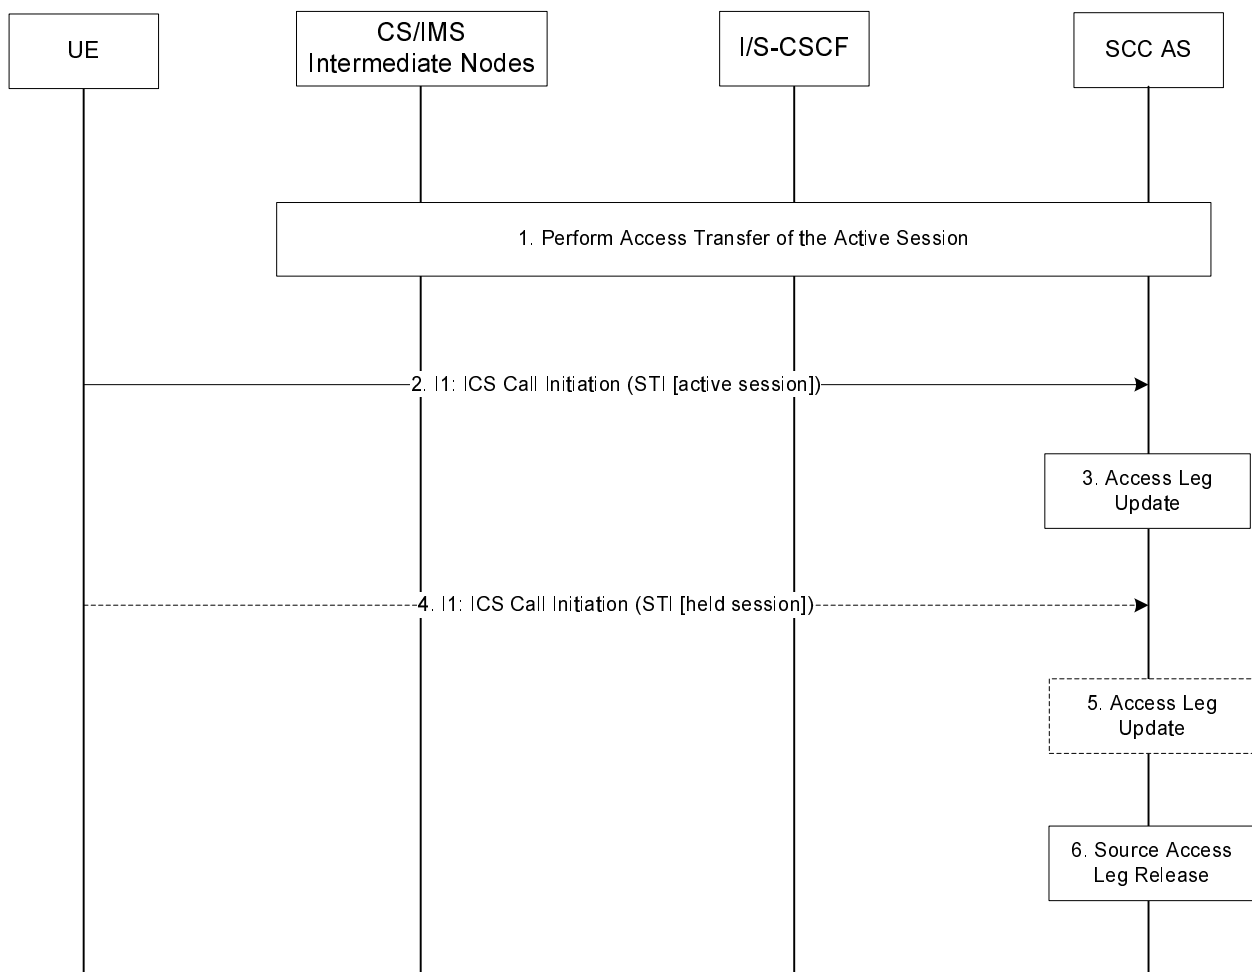 UE
CS/IMS
Intermediate Nodes
I/S-CSCF
SCC AS
1. Perform Access Transfer of the Active Session
2. I1: ICS Call Initiation (STI [active session])
3. Access Leg
Update
4. I1: ICS Call Initiation (STI [held session])
5. Access Leg
Update
6. Source Access
Leg Release